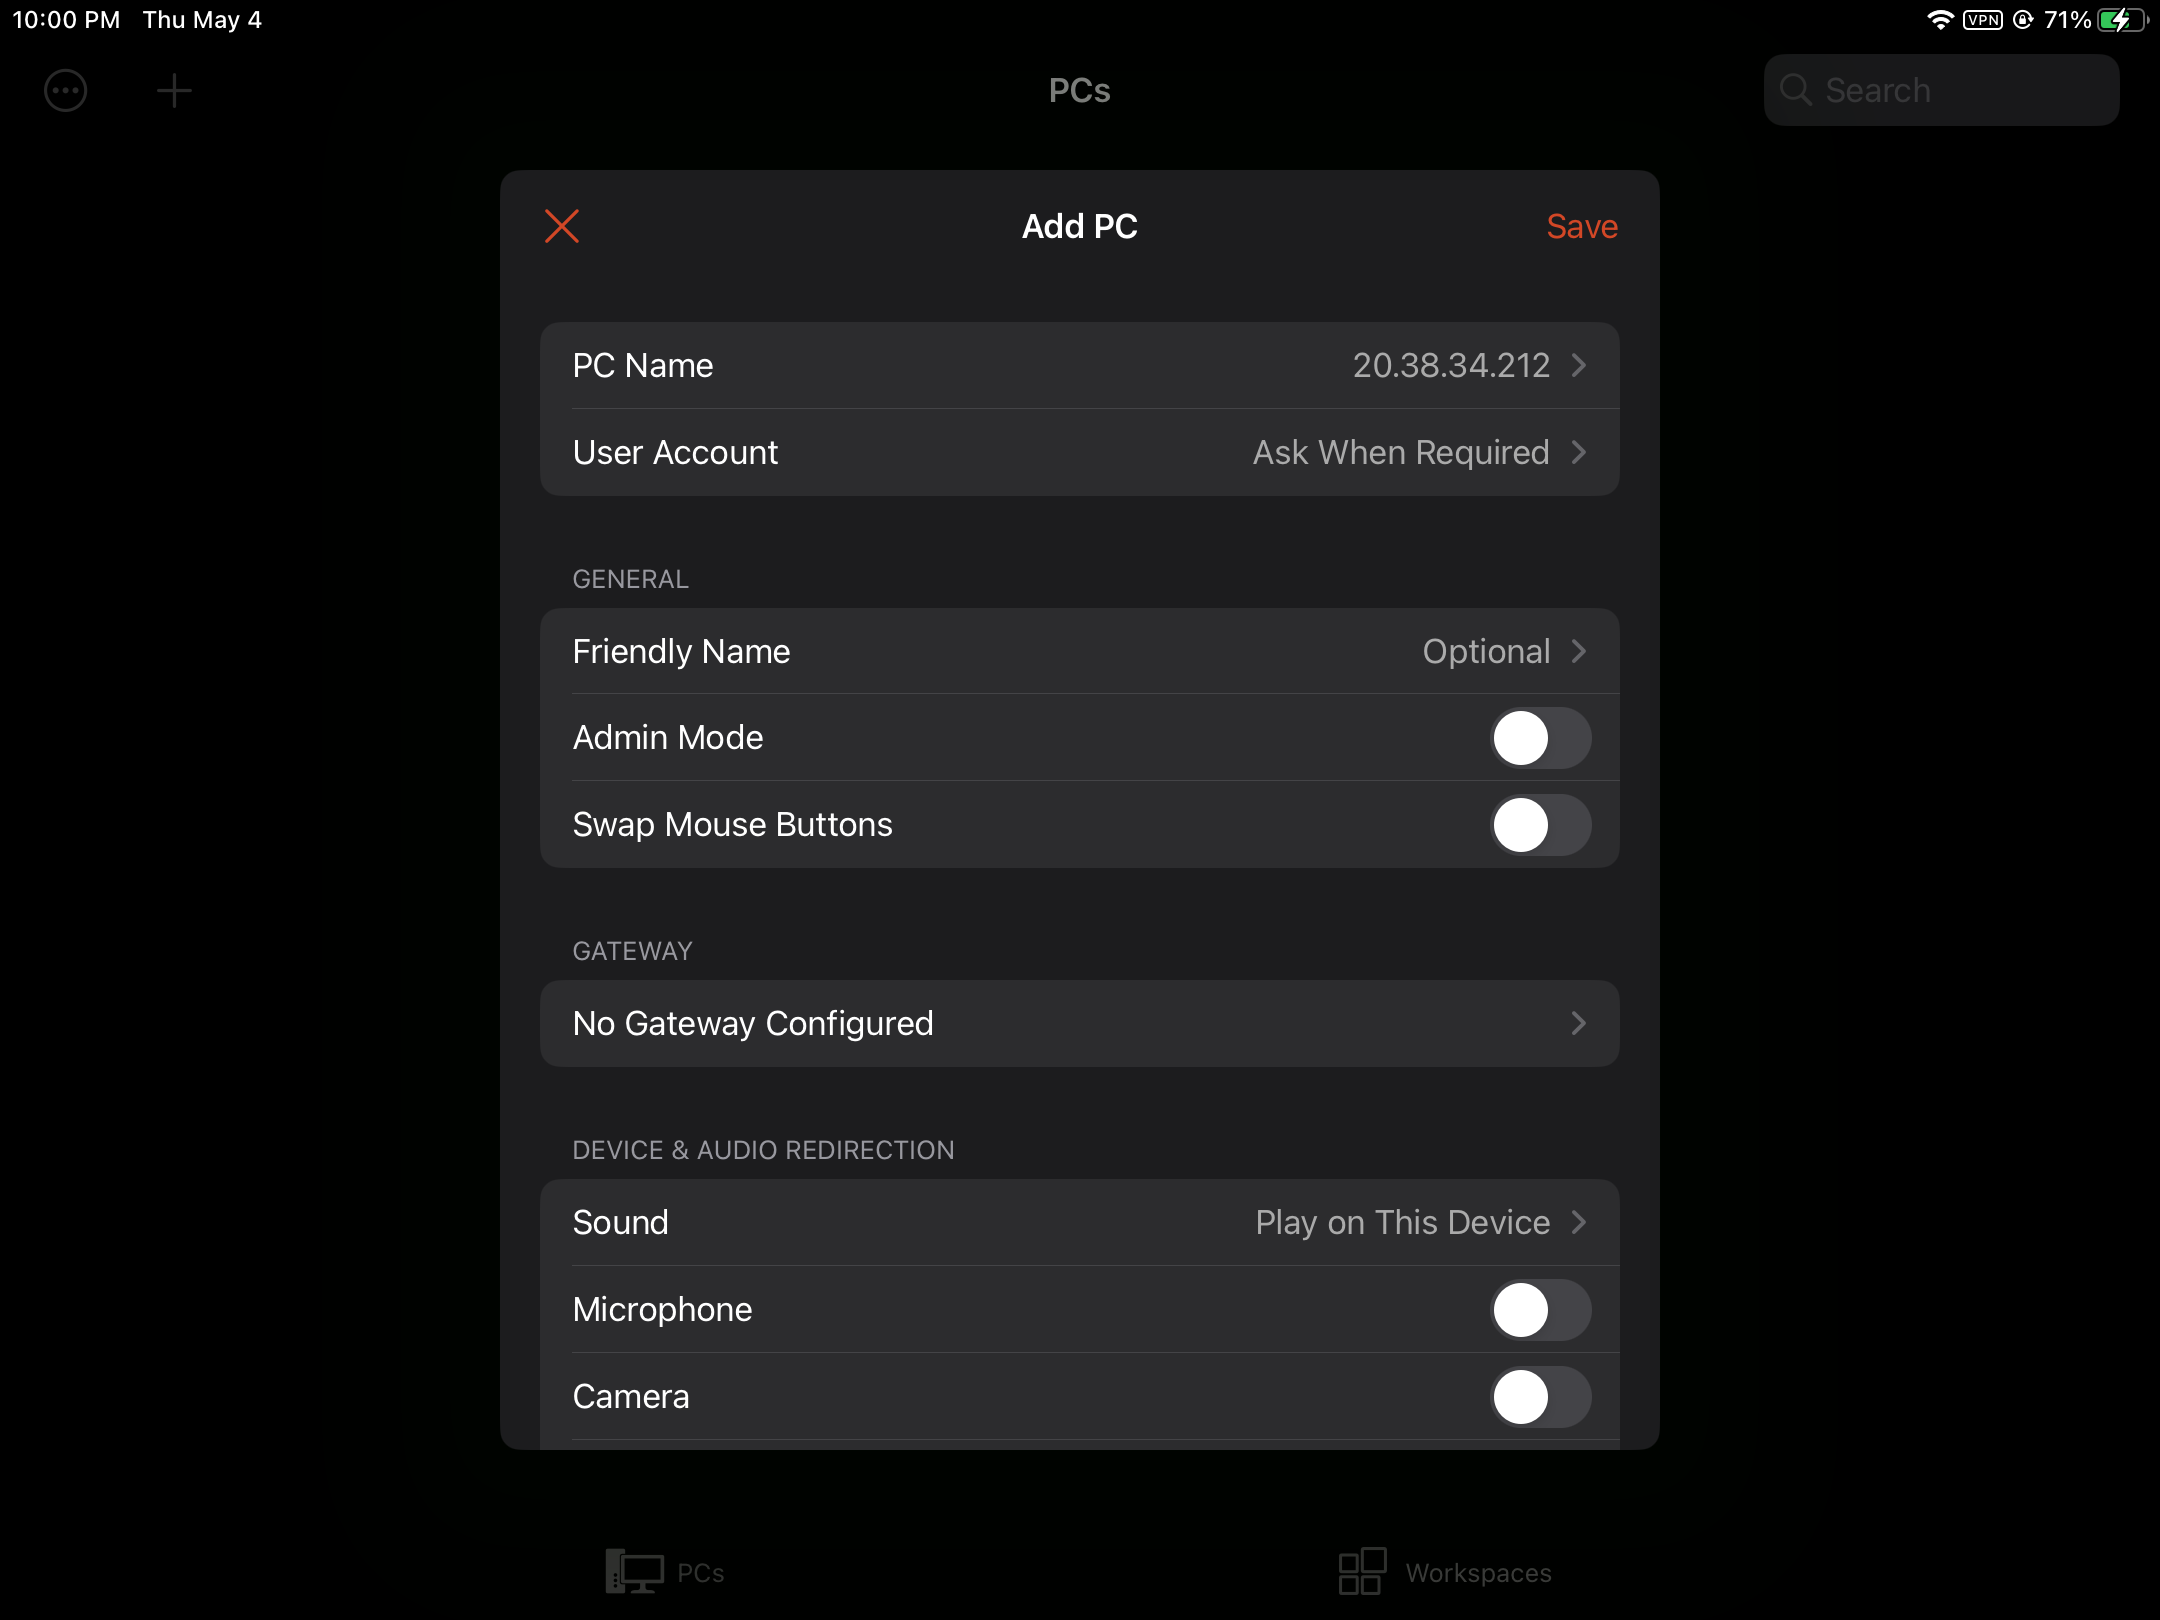 10:00 PM Thu May 4
VPN 71%
PCs
Search
Add PC
Save
PC Name 20.38.34.212
User Account Ask When Required
GENERAL
Friendly Name Optional
Admin Mode
Swap Mouse Buttons
GATEWAY
No Gateway Configured
DEVICE & AUDIO REDIRECTION
Sound Play on This Device
Microphone
Camera
PCs
Workspaces